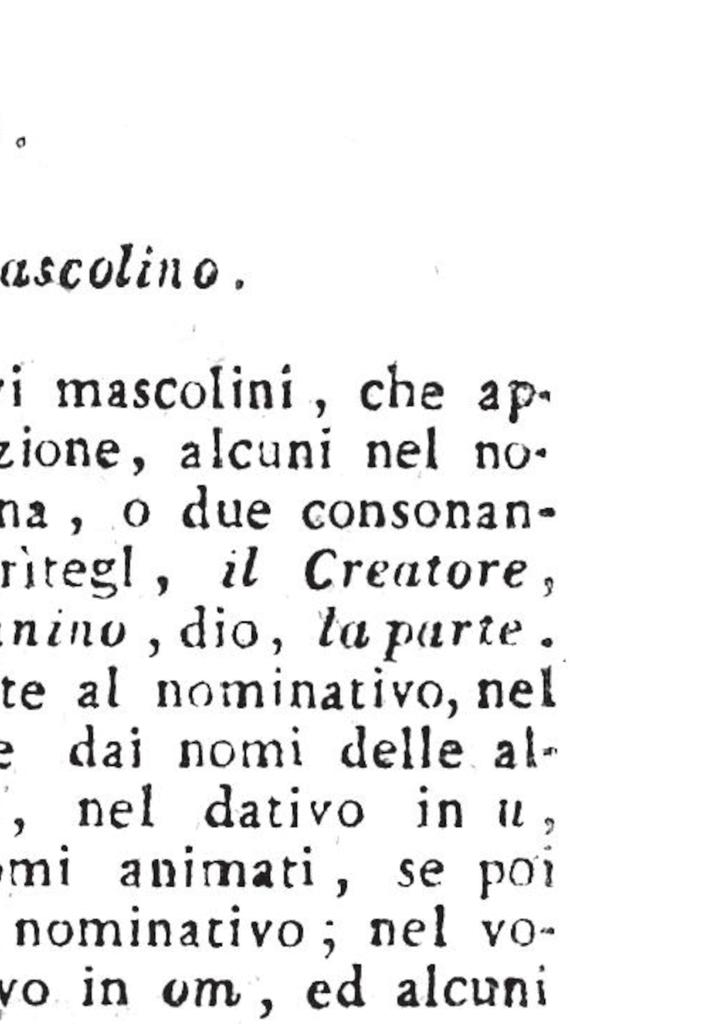 ascolino.
vi mascolini, che ap-
zione, alcuni nel no-
na, o due consonan-
rìtegl, il Creatore,
nino, dio, la parte.
te al nominativo, nel
e dai nomi delle al-
, nel dativo in u,
omi animati, se poi
nominativo; nel vo-
vo in om, ed alcuni